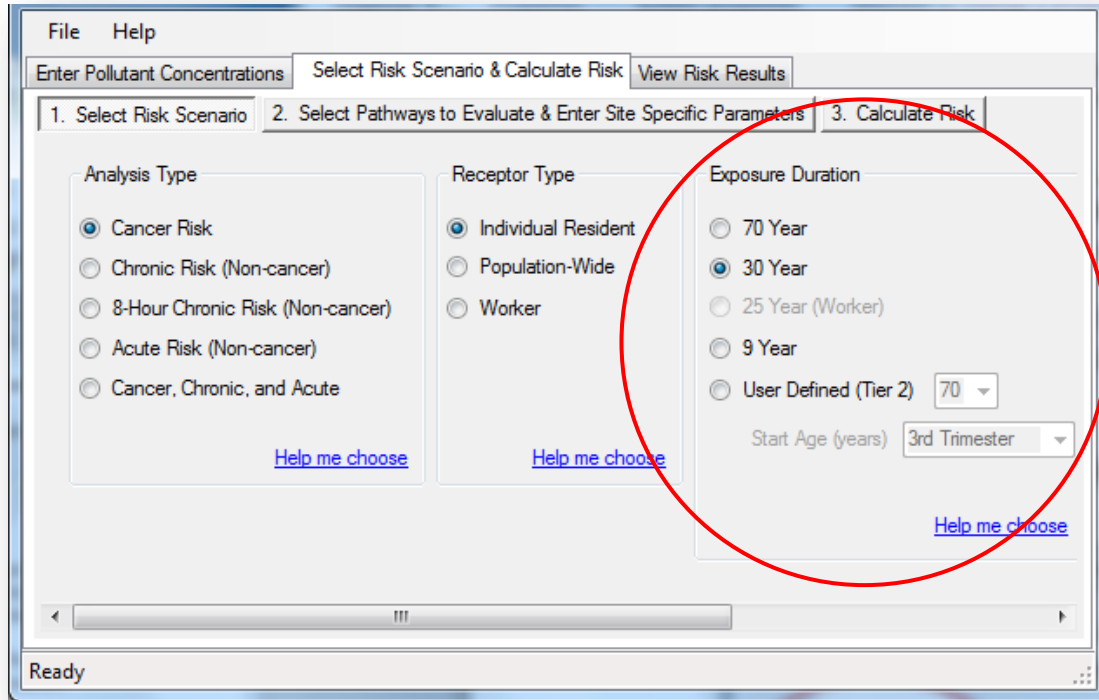 File Help
Enter Pollutant Concentrations Select Risk Scenario & Calculate Risk View Risk Results
1. Select Risk Scenario 2. Select Pathways to Evaluate & Enter Site Specific Parameters 3. Calculate Risk
Analysis Type
Cancer Risk
Chronic Risk (Non-cancer)
8-Hour Chronic Risk (Non-cancer)
Acute Risk (Non-cancer)
Cancer, Chronic, and Acute
Help me choose
Receptor Type
Individual Resident
Population-Wide
Worker
Help me choose
Exposure Duration
70 Year
30 Year
25 Year (Worker)
9 Year
User Defined (Tier 2) 70
Start Age (years) 3rd Trimester
Help me choose
Ready